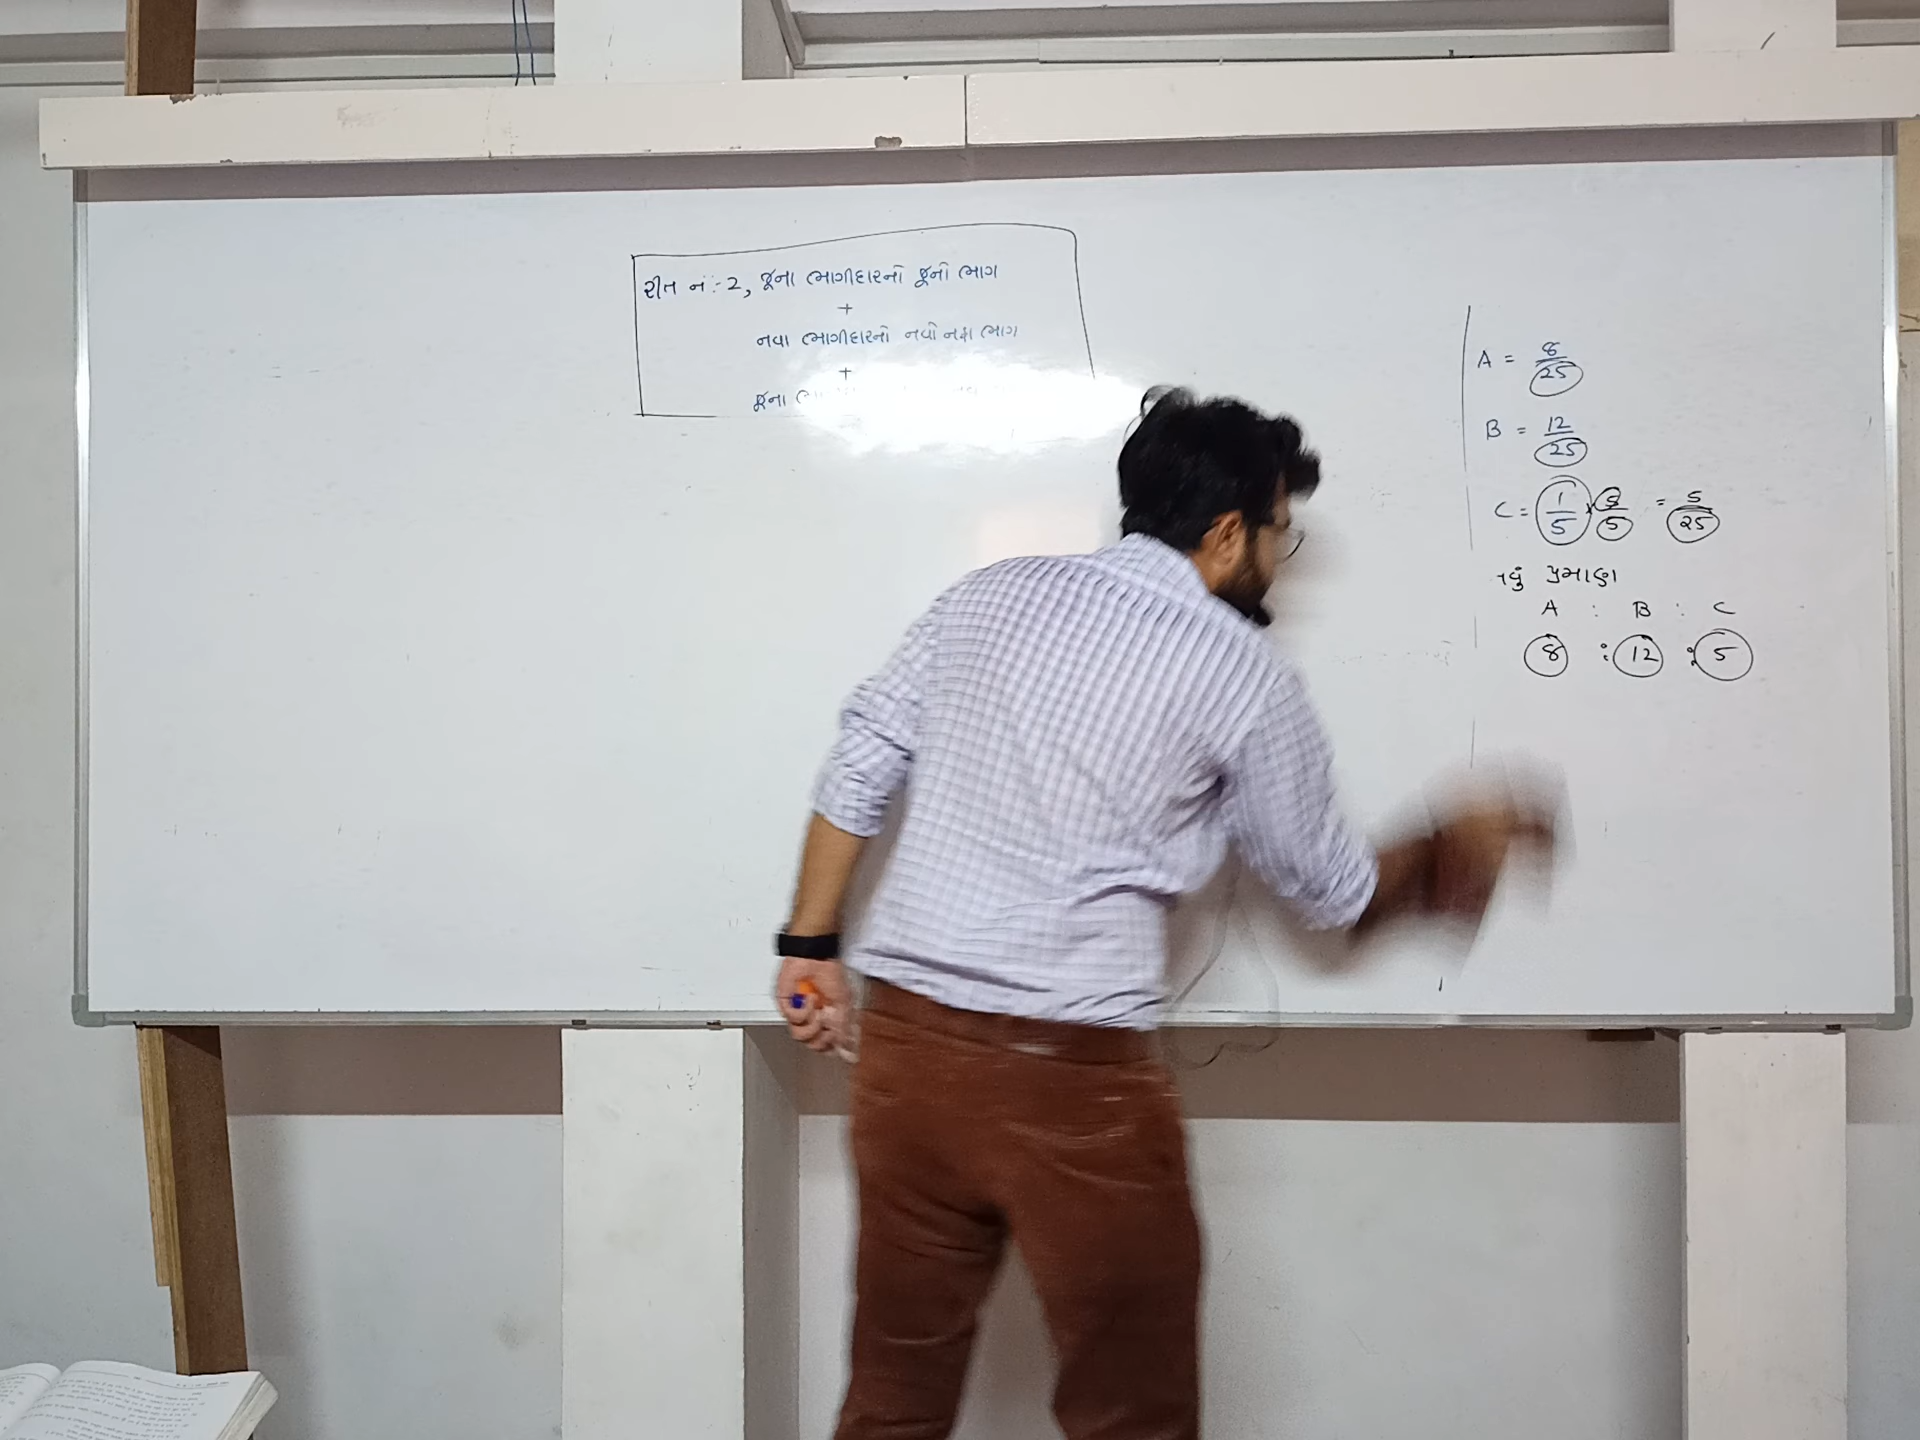 રીત નં :- 2, જૂના ભાગીદારનો જૂનો ભાગ
+
નવા ભાગીદારનો નવો નફા ભાગ
+
જૂના
A = 8/25
B = 12/25
C = 1/5 × 5/5 = 5/25
નવું પ્રમાણ
A : B : C
8 : 12 : 5